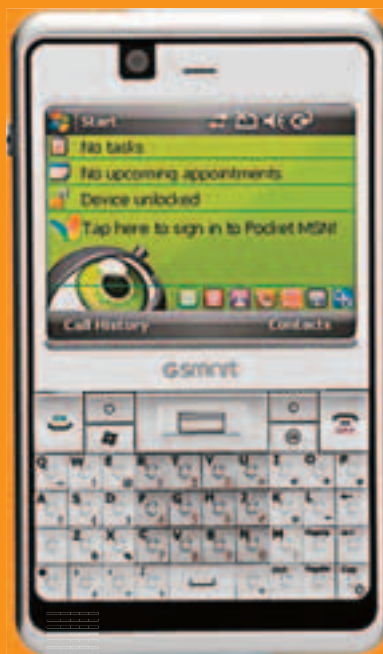 Start
No tasks
No upcoming appointments
Device unlocked
Tap here to sign in to Pocket MSN!
Call History Contacts
GSmart
Q W E R T Y U I O P
A S D F G H J K L
Z X C V B N M